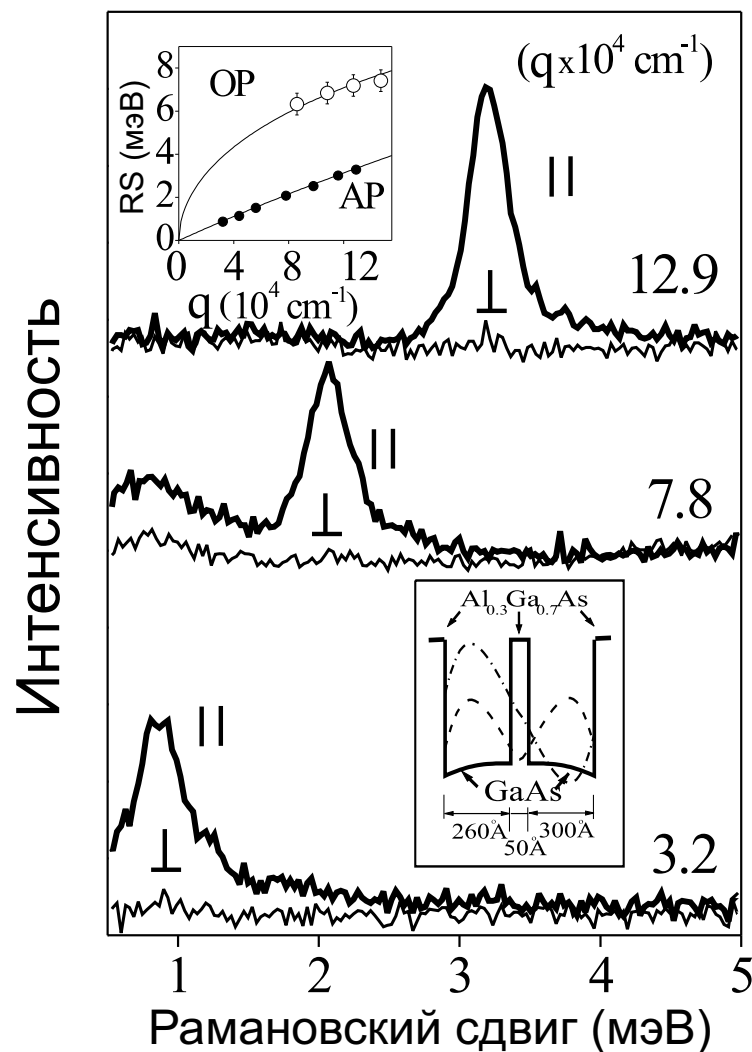 (q x10⁴ cm⁻¹)
8
6
4
2
0
RS (мэВ)
OP
AP
0 4 8 12
q (10⁴ cm⁻¹)
||
⊥
12.9
||
⊥
7.8
Al0.3Ga0.7As
GaAs
260Å 300Å
50Å
||
⊥
3.2
Интенсивность
1 2 3 4 5
Рамановский сдвиг (мэВ)